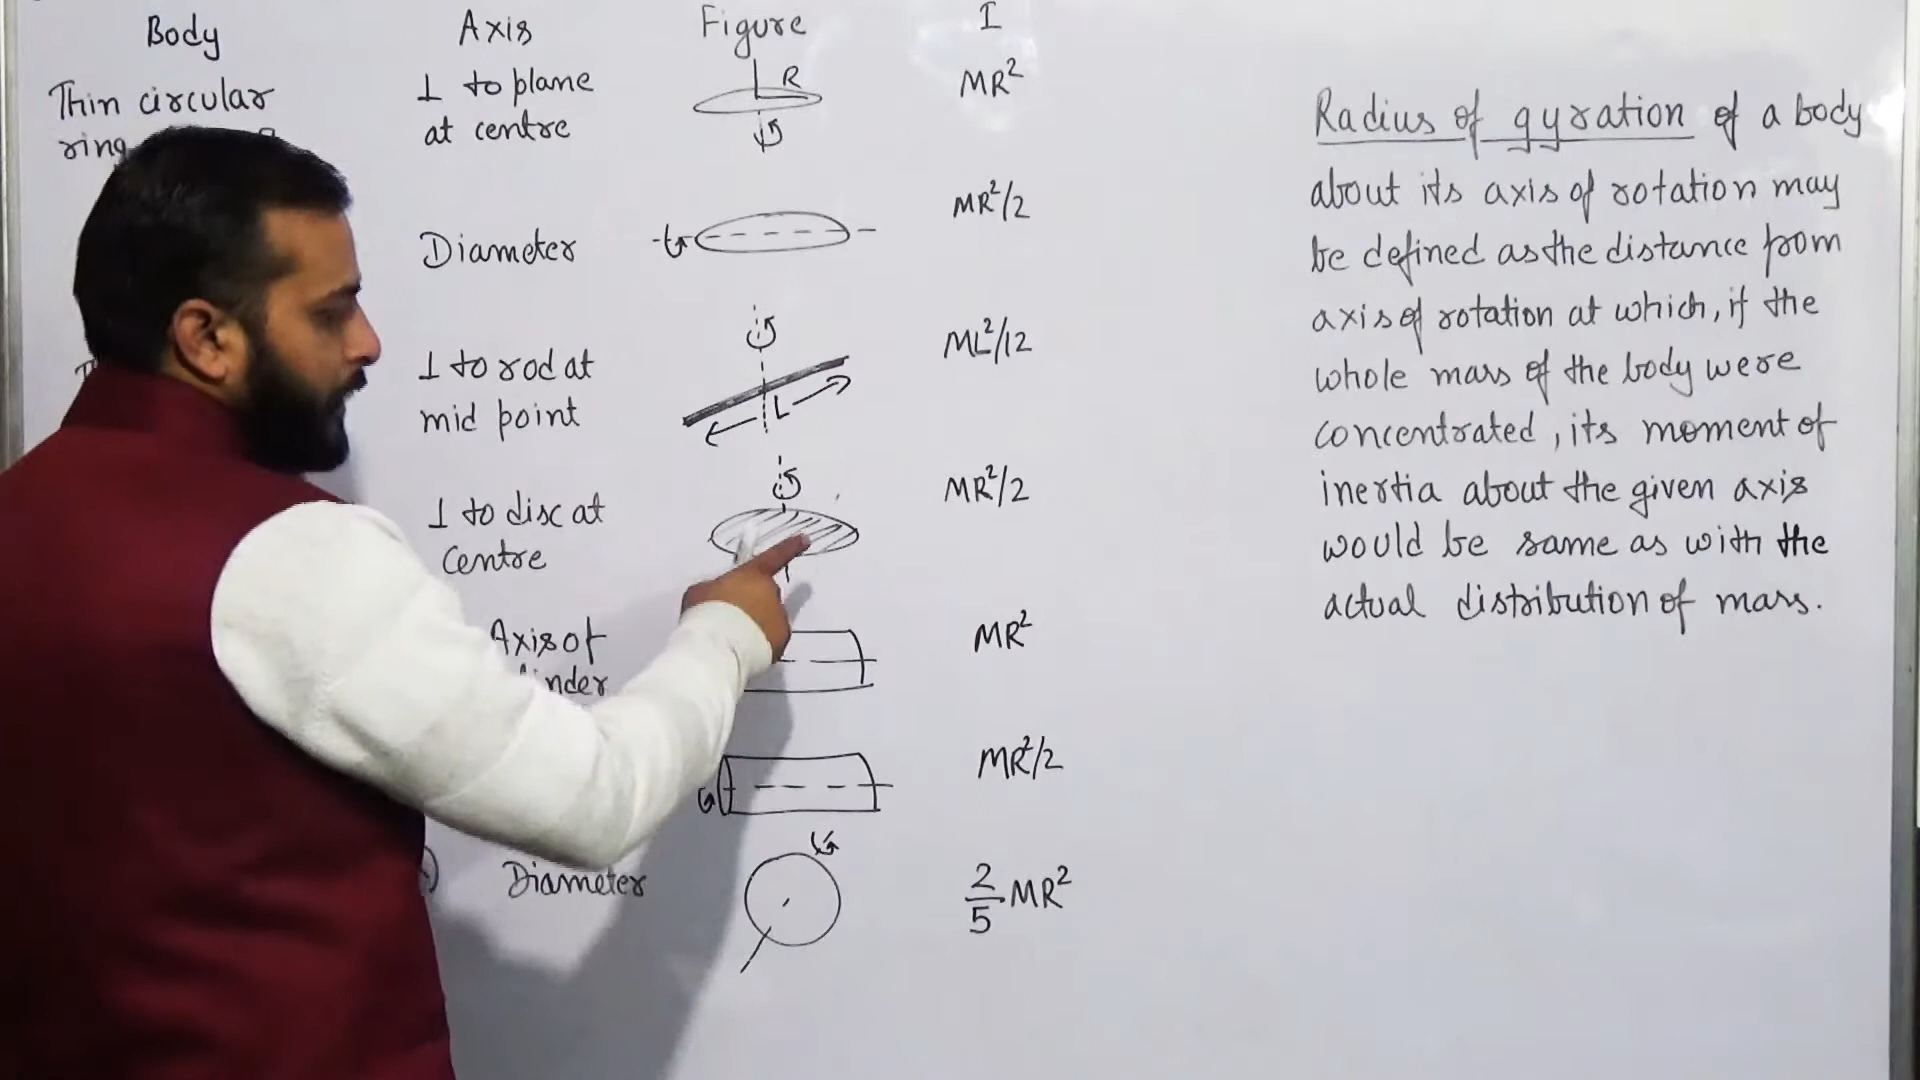 Body Axis Figure I
Thin circular
ring
⊥ to plane
at centre
R
MR²
Diameter
MR²/2
⊥ to rod at
mid point
L
ML²/12
⊥ to disc at
Centre
MR²/2
Axis of
inder
MR²
MR²/2
Diameter
2/5 MR²
Radius of gyration of a body
about its axis of rotation may
be defined as the distance from
axis of rotation at which, if the
whole mass of the body were
concentrated, its moment of
inertia about the given axis
would be same as with the
actual distribution of mass.